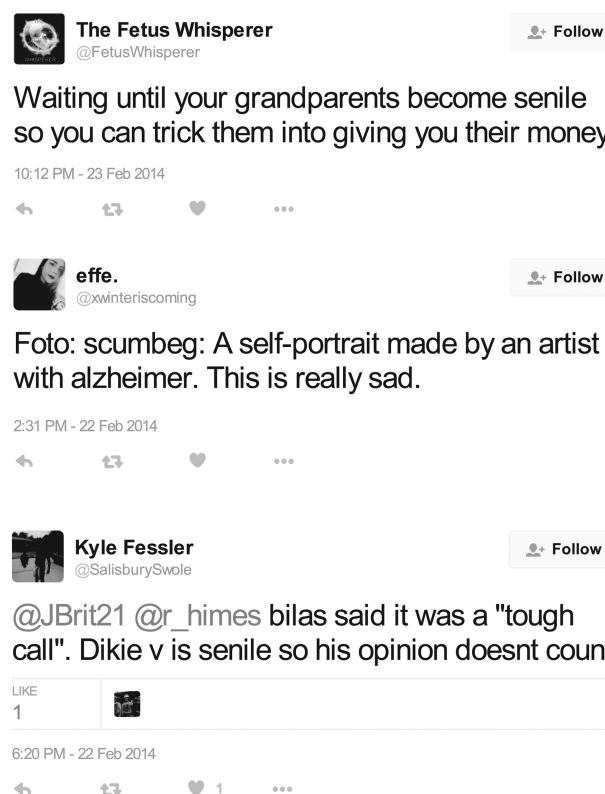 The Fetus Whisperer
@FetusWhisperer
Follow
Waiting until your grandparents become senile
so you can trick them into giving you their money
10:12 PM - 23 Feb 2014
effe.
@xwinteriscoming
Follow
Foto: scumbeg: A self-portrait made by an artist
with alzheimer. This is really sad.
2:31 PM - 22 Feb 2014
Kyle Fessler
@SalisburySwole
Follow
@JBrit21 @r_himes bilas said it was a "tough
call". Dikie v is senile so his opinion doesnt coun
LIKE
1
6:20 PM - 22 Feb 2014
1